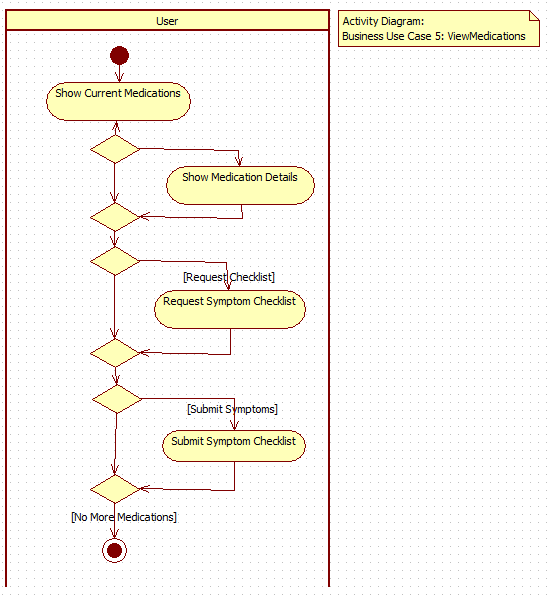 User
Activity Diagram:
Business Use Case 5: ViewMedications
Show Current Medications
Show Medication Details
[Request Checklist]
Request Symptom Checklist
[Submit Symptoms]
Submit Symptom Checklist
[No More Medications]